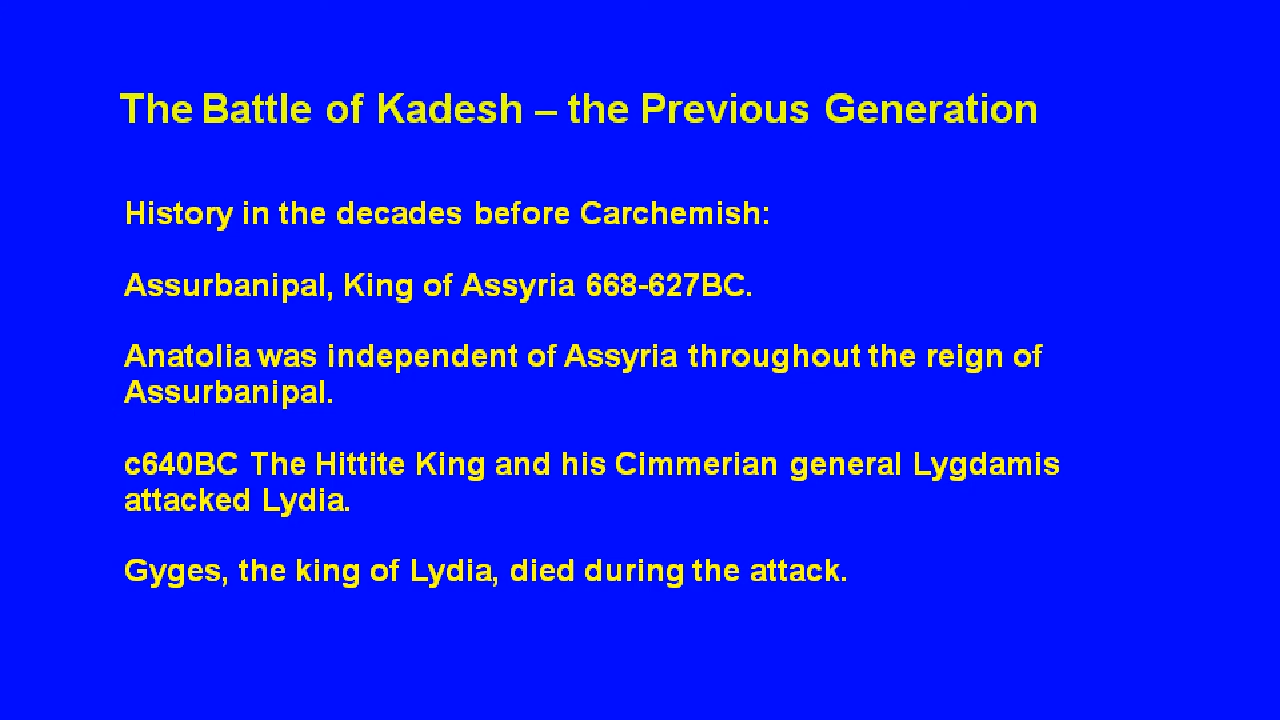 The Battle of Kadesh – the Previous Generation
History in the decades before Carchemish:
Assurbanipal, King of Assyria 668-627BC.
Anatolia was independent of Assyria throughout the reign of
Assurbanipal.
c640BC The Hittite King and his Cimmerian general Lygdamis
attacked Lydia.
Gyges, the king of Lydia, died during the attack.